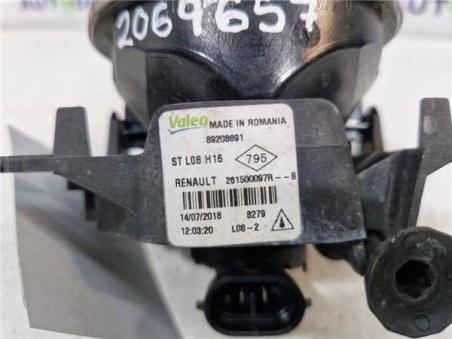 2069657
Valeo MADE IN ROMANIA
89208691
ST L08 H16 795
RENAULT 261500097R--B
14/07/2018 8279
12:03:20 L08-2